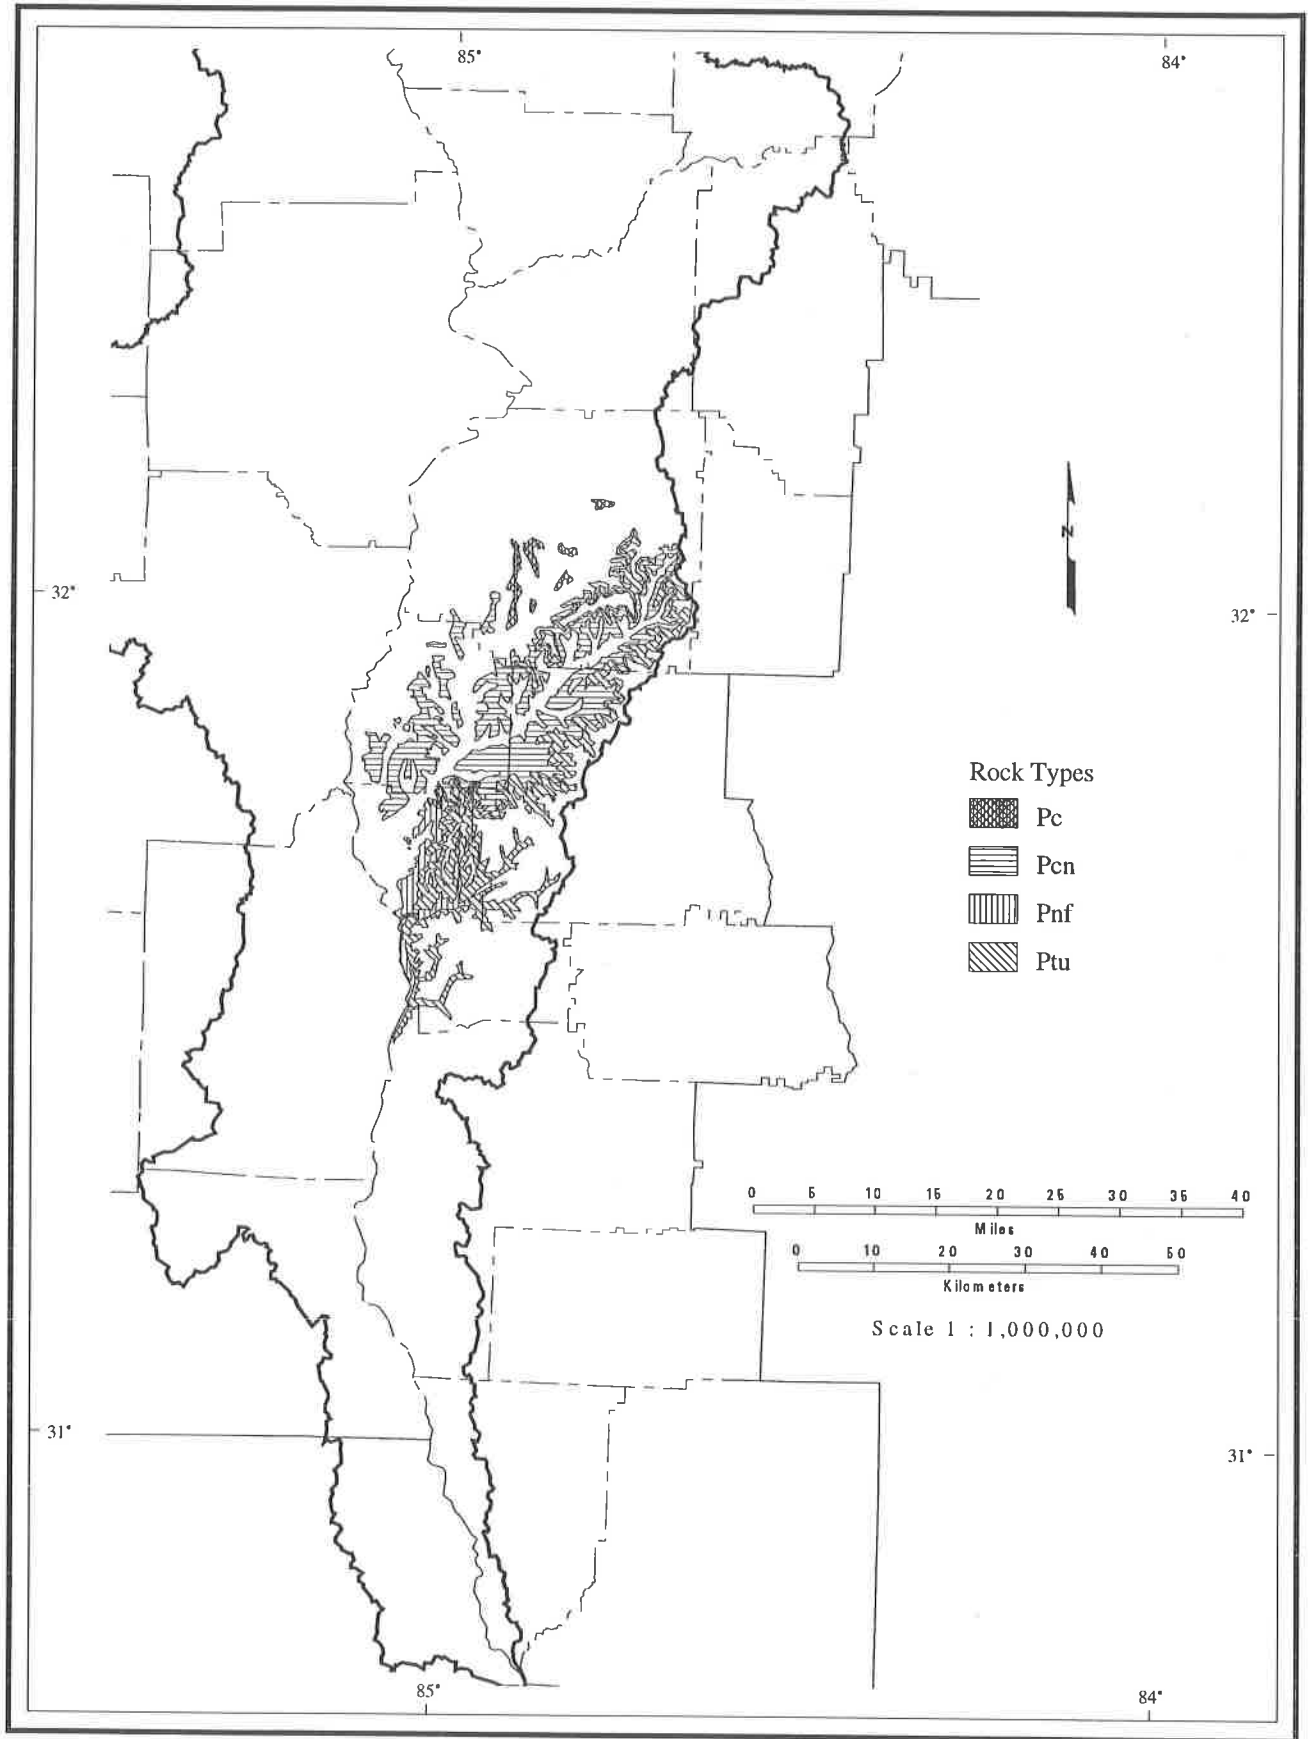 85° 84°
32° 32°
N
Rock Types
Pc
Pcn
Pnf
Ptu
0 5 10 15 20 25 30 35 40
Miles
0 10 20 30 40 50
Kilometers
Scale 1 : 1,000,000
31° 31°
85° 84°